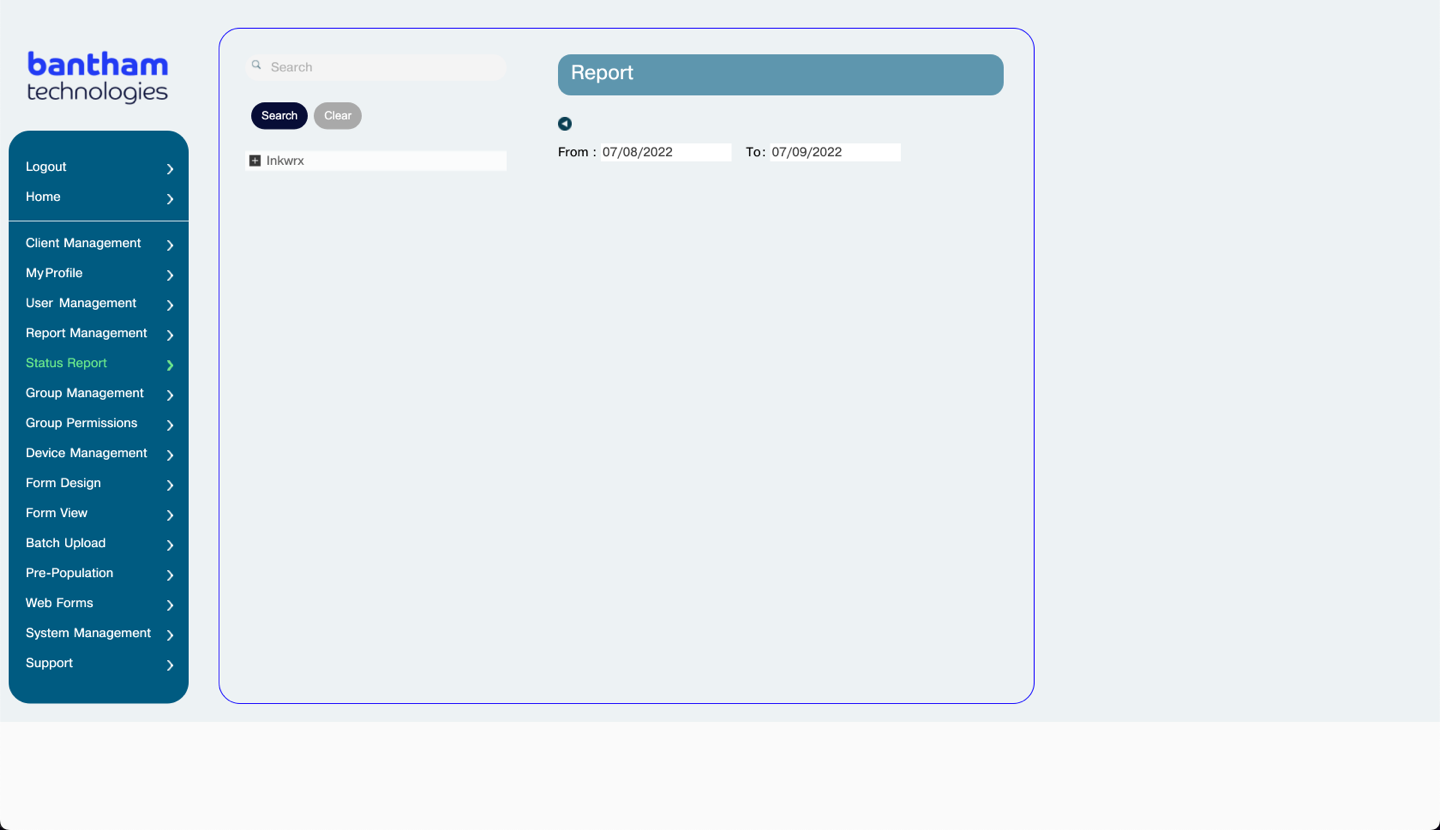 bantham
technologies
Logout
Home
Client Management
My Profile
User Management
Report Management
Status Report
Group Management
Group Permissions
Device Management
Form Design
Form View
Batch Upload
Pre-Population
Web Forms
System Management
Support
Search
Search Clear
Inkwrx
Report
From : 07/08/2022 To: 07/09/2022